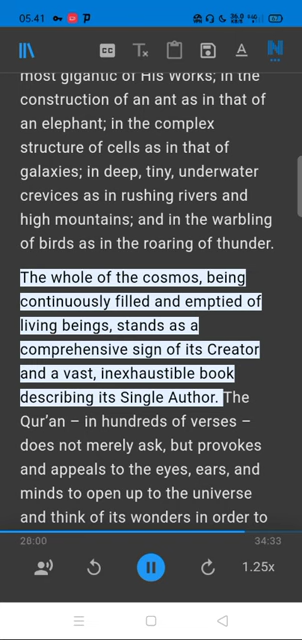 05.41
most gigantic of His Works; in the
construction of an ant as in that of
an elephant; in the complex
structure of cells as in that of
galaxies; in deep, tiny, underwater
crevices as in rushing rivers and
high mountains; and in the warbling
of birds as in the roaring of thunder.
The whole of the cosmos, being
continuously filled and emptied of
living beings, stands as a
comprehensive sign of its Creator
and a vast, inexhaustible book
describing its Single Author. The
Qur’an – in hundreds of verses –
does not merely ask, but provokes
and appeals to the eyes, ears, and
minds to open up to the universe
and think of its wonders in order to
28:00 34:33
1.25x